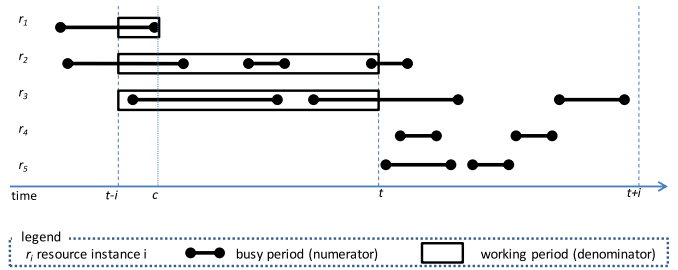 r1
r2
r3
r4
r5
time t-i c t t+i
legend
ri resource instance i busy period (numerator) working period (denominator)